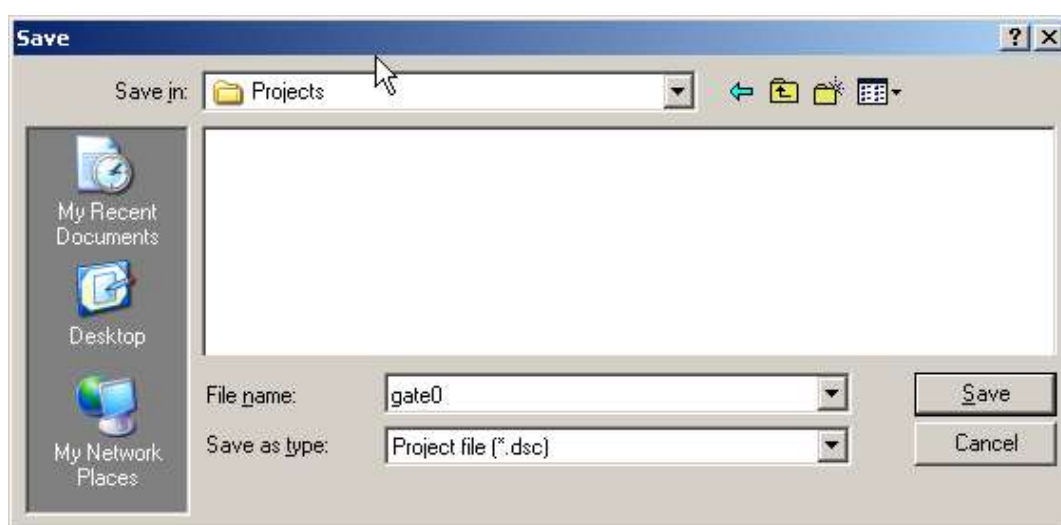 Save
Save in: Projects
My Recent
Documents
Desktop
My Network
Places
File name: gate0 Save
Save as type: Project file (*.dsc) Cancel